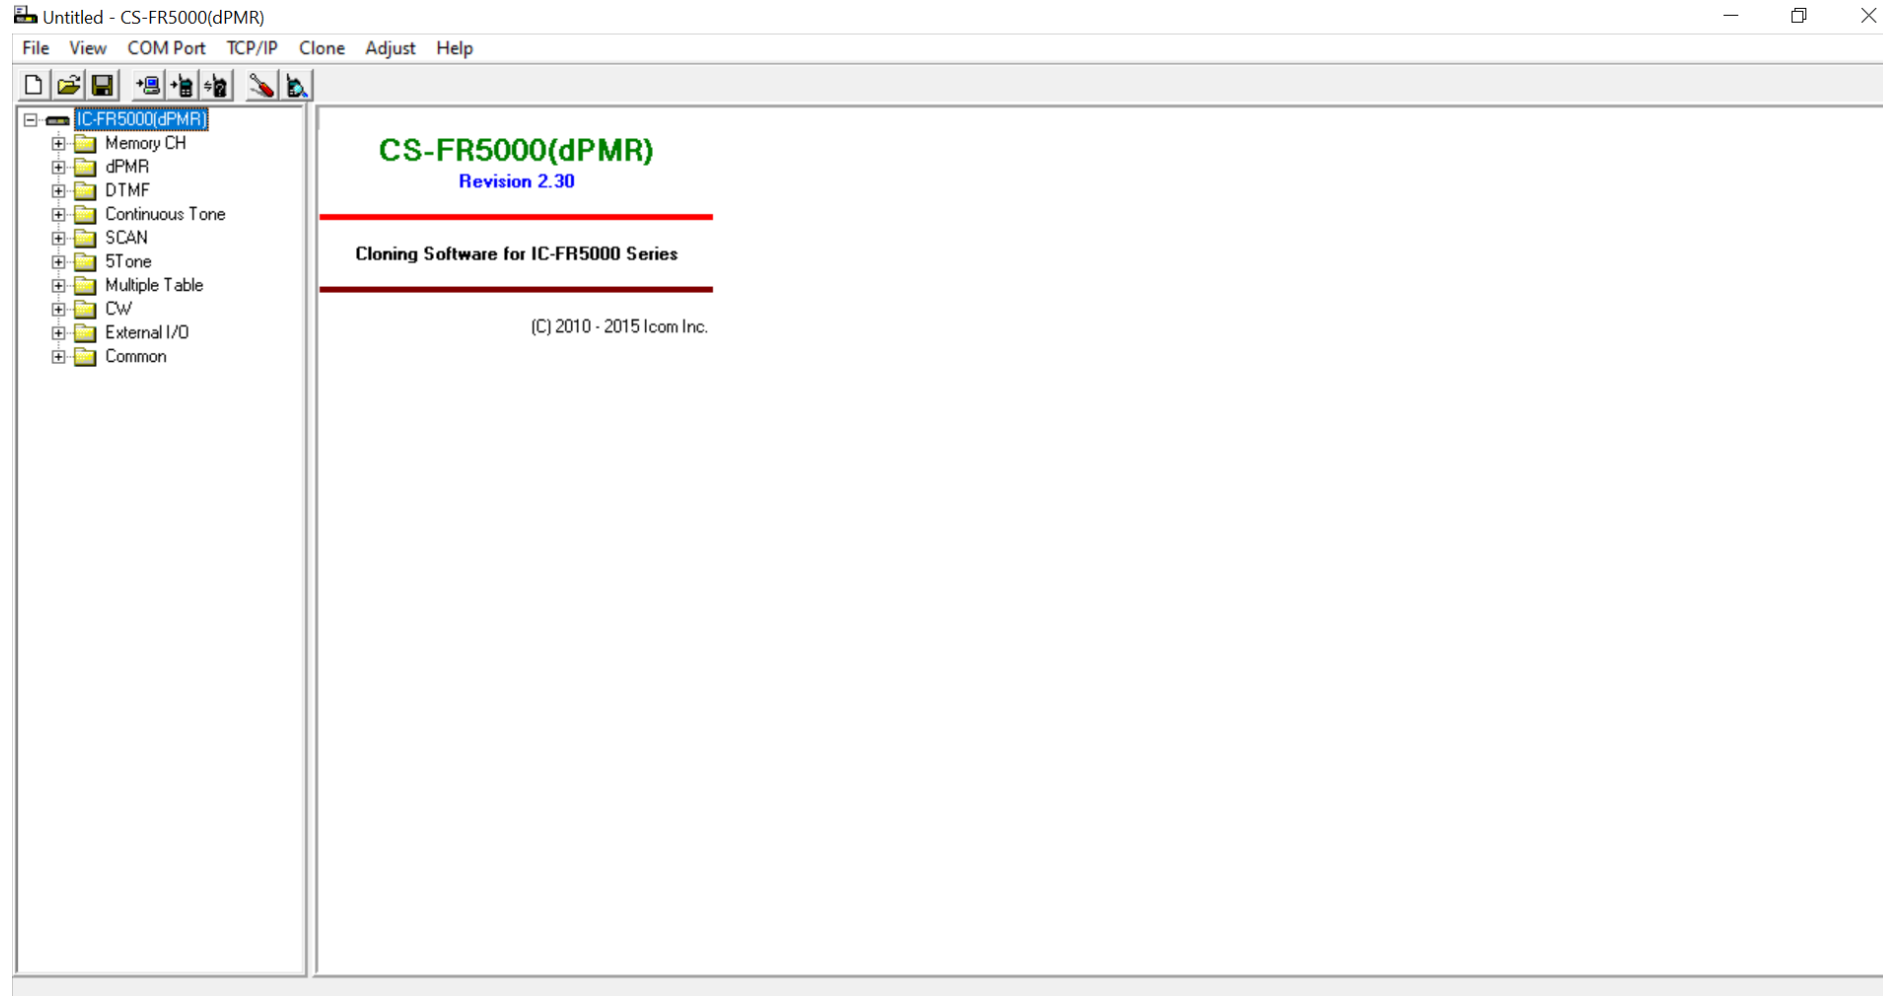 Untitled - CS-FR5000(dPMR)
File View COM Port TCP/IP Clone Adjust Help
IC-FR5000(dPMR)
Memory CH
dPMR
DTMF
Continuous Tone
SCAN
5Tone
Multiple Table
CW
External I/O
Common
CS-FR5000(dPMR)
Revision 2.30
Cloning Software for IC-FR5000 Series
(C) 2010 - 2015 Icom Inc.